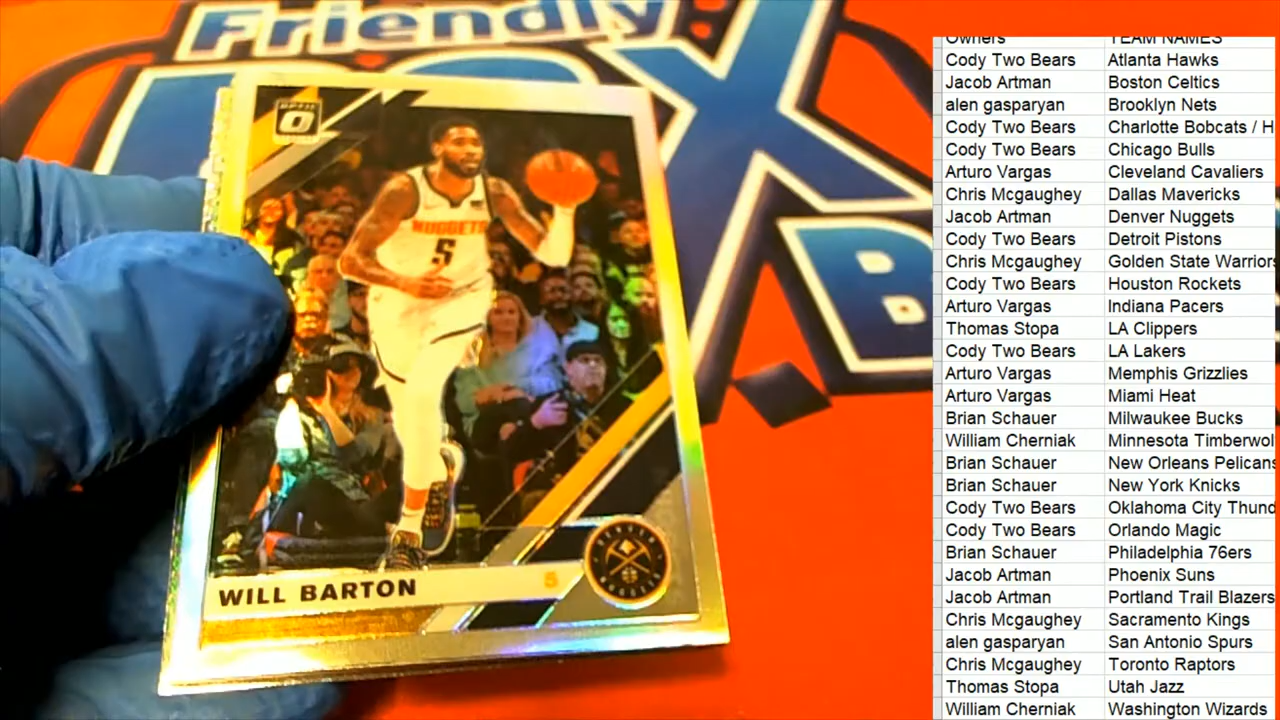 Friendly
BOX
B
OPTIC
NUGGETS
5
WILL BARTON
5
DENVER
NUGGETS
Owners TEAM NAMES
Cody Two Bears Atlanta Hawks
Jacob Artman Boston Celtics
alen gasparyan Brooklyn Nets
Cody Two Bears Charlotte Bobcats / H
Cody Two Bears Chicago Bulls
Arturo Vargas Cleveland Cavaliers
Chris Mcgaughey Dallas Mavericks
Jacob Artman Denver Nuggets
Cody Two Bears Detroit Pistons
Chris Mcgaughey Golden State Warriors
Cody Two Bears Houston Rockets
Arturo Vargas Indiana Pacers
Thomas Stopa LA Clippers
Cody Two Bears LA Lakers
Arturo Vargas Memphis Grizzlies
Arturo Vargas Miami Heat
Brian Schauer Milwaukee Bucks
William Cherniak Minnesota Timberwol
Brian Schauer New Orleans Pelicans
Brian Schauer New York Knicks
Cody Two Bears Oklahoma City Thund
Cody Two Bears Orlando Magic
Brian Schauer Philadelphia 76ers
Jacob Artman Phoenix Suns
Jacob Artman Portland Trail Blazers
Chris Mcgaughey Sacramento Kings
alen gasparyan San Antonio Spurs
Chris Mcgaughey Toronto Raptors
Thomas Stopa Utah Jazz
William Cherniak Washington Wizards